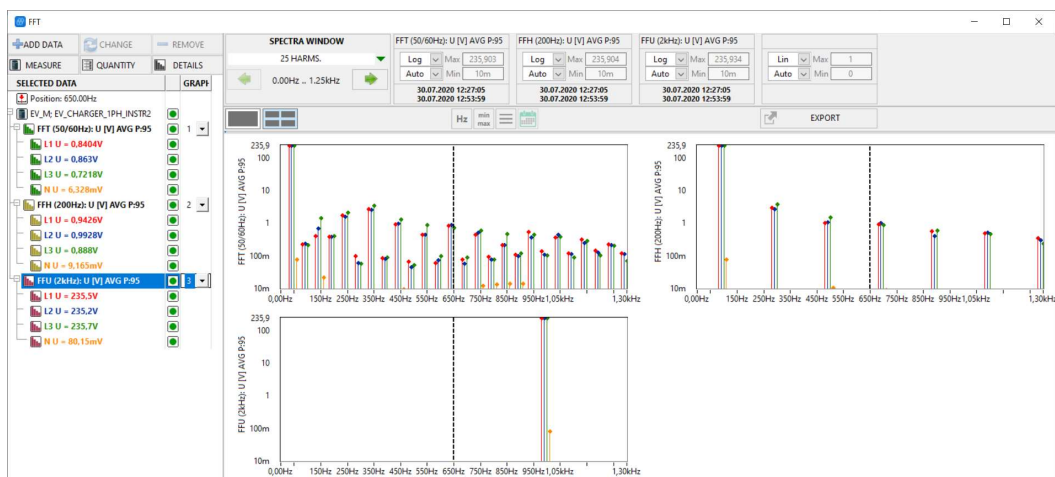 FFT
ADD DATA CHANGE REMOVE
MEASURE QUANTITY DETAILS
SELECTED DATA GRAPH
Position: 650.00Hz
EV_M; EV_CHARGER_1PH_INSTR2
FFT (50/60Hz): U [V] AVG P:95 1
L1 U = 0,8404V
L2 U = 0,863V
L3 U = 0,7218V
N U = 6,328mV
FFH (200Hz): U [V] AVG P:95 2
L1 U = 0,9426V
L2 U = 0,9928V
L3 U = 0,888V
N U = 9,165mV
FFU (2kHz): U [V] AVG P:95 3
L1 U = 235,5V
L2 U = 235,2V
L3 U = 235,7V
N U = 80,15mV
SPECTRA WINDOW
25 HARMS.
0.00Hz .. 1.25kHz
FFT (50/60Hz): U [V] AVG P:95
Log Max 235,903
Auto Min 10m
30.07.2020 12:27:05
30.07.2020 12:53:59
FFH (200Hz): U [V] AVG P:95
Log Max 235,904
Auto Min 10m
30.07.2020 12:27:05
30.07.2020 12:53:59
FFU (2kHz): U [V] AVG P:95
Log Max 235,934
Auto Min 10m
30.07.2020 12:27:05
30.07.2020 12:53:59
Lin Max 1
Auto Min 0
Hz min max EXPORT
FFT (50/60Hz): U [V] AVG P:95
235,9
100
10
1
100m
10m
0,00Hz 150Hz 250Hz 350Hz 450Hz 550Hz 650Hz 750Hz 850Hz 950Hz 1,05kHz 1,30kHz
FFH (200Hz): U [V] AVG P:95
235,9
100
10
1
100m
10m
0,00Hz 150Hz 250Hz 350Hz 450Hz 550Hz 650Hz 750Hz 850Hz 950Hz 1,05kHz 1,30kHz
FFU (2kHz): U [V] AVG P:95
235,9
100
10
1
100m
10m
0,00Hz 150Hz 250Hz 350Hz 450Hz 550Hz 650Hz 750Hz 850Hz 950Hz 1,05kHz 1,30kHz